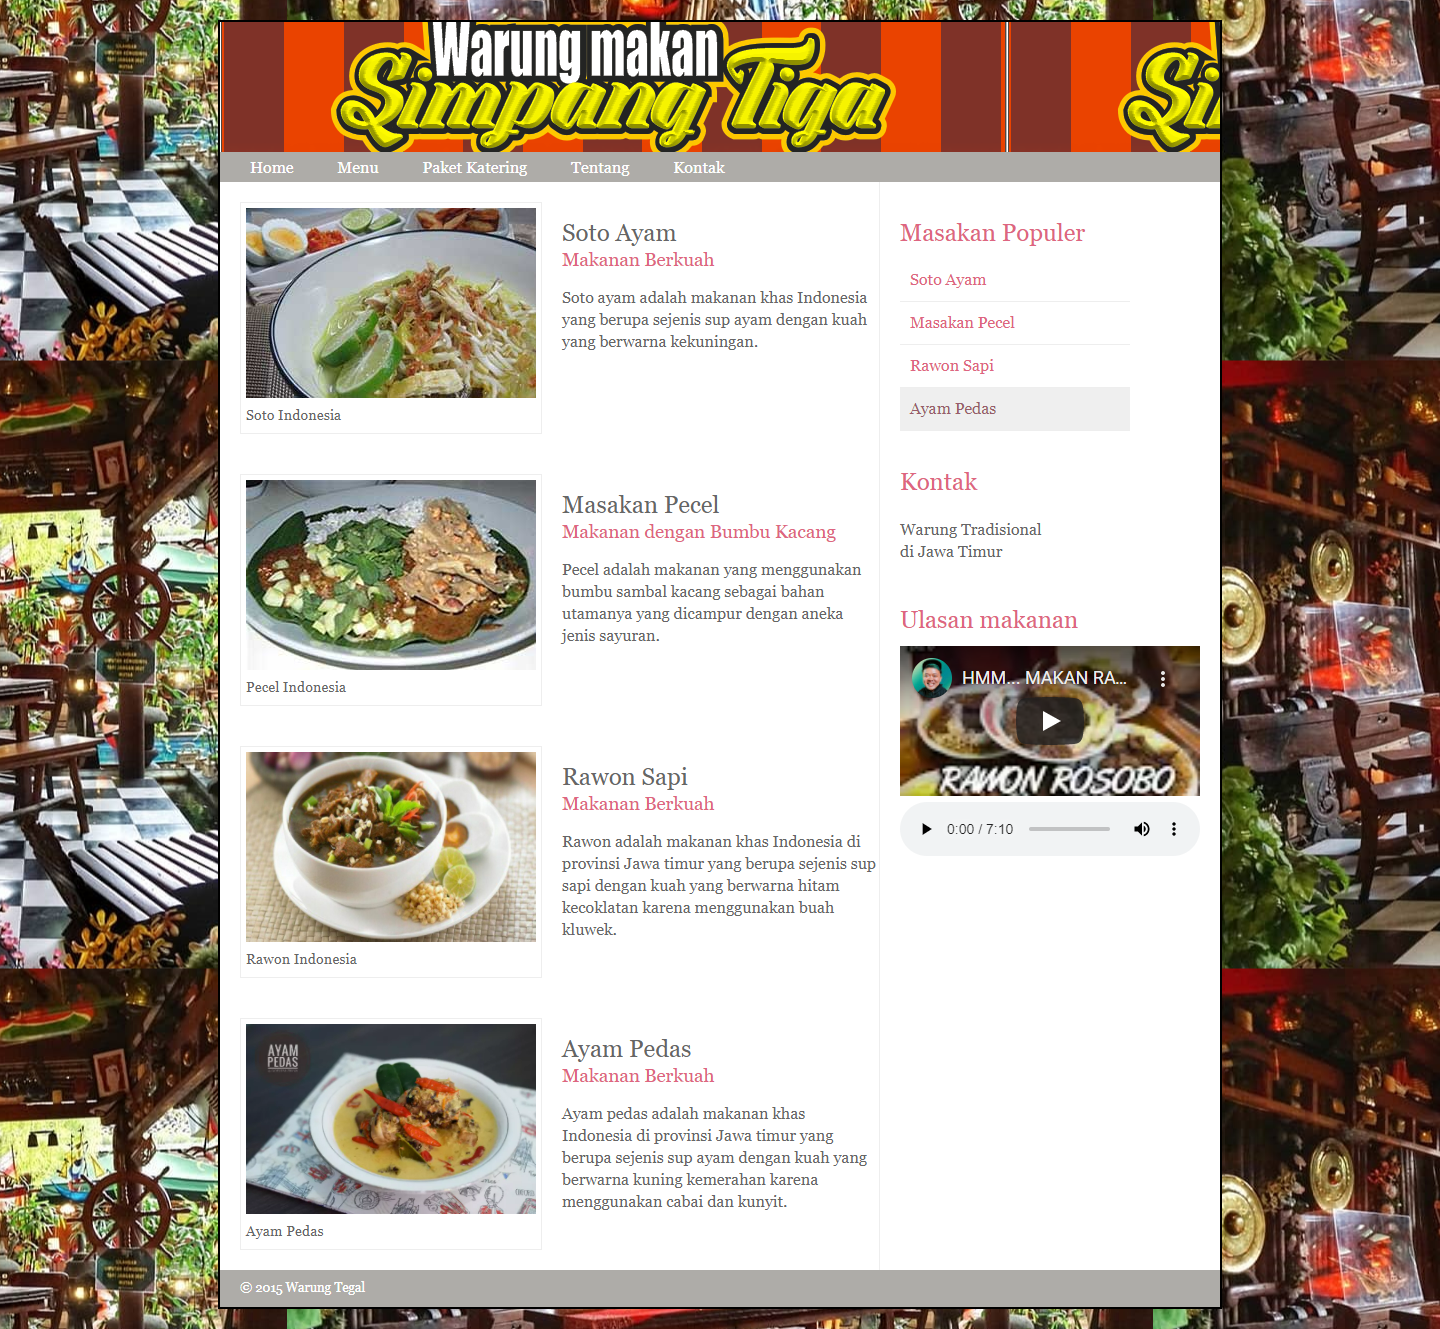 Warung makan
Simpang Tiga
Si
Home
Menu
Paket Katering
Tentang
Kontak
Soto Indonesia
Soto Ayam
Makanan Berkuah
Soto ayam adalah makanan khas Indonesia
yang berupa sejenis sup ayam dengan kuah
yang berwarna kekuningan.
Pecel Indonesia
Masakan Pecel
Makanan dengan Bumbu Kacang
Pecel adalah makanan yang menggunakan
bumbu sambal kacang sebagai bahan
utamanya yang dicampur dengan aneka
jenis sayuran.
Rawon Indonesia
Rawon Sapi
Makanan Berkuah
Rawon adalah makanan khas Indonesia di
provinsi Jawa timur yang berupa sejenis sup
sapi dengan kuah yang berwarna hitam
kecoklatan karena menggunakan buah
kluwek.
AYAM
PEDAS
Ayam Pedas
Ayam Pedas
Makanan Berkuah
Ayam pedas adalah makanan khas
Indonesia di provinsi Jawa timur yang
berupa sejenis sup ayam dengan kuah yang
berwarna kuning kemerahan karena
menggunakan cabai dan kunyit.
Masakan Populer
Soto Ayam
Masakan Pecel
Rawon Sapi
Ayam Pedas
Kontak
Warung Tradisional
di Jawa Timur
Ulasan makanan
HMM... MAKAN RA...
RAWON ROSOBO
0:00 / 7:10
© 2015 Warung Tegal